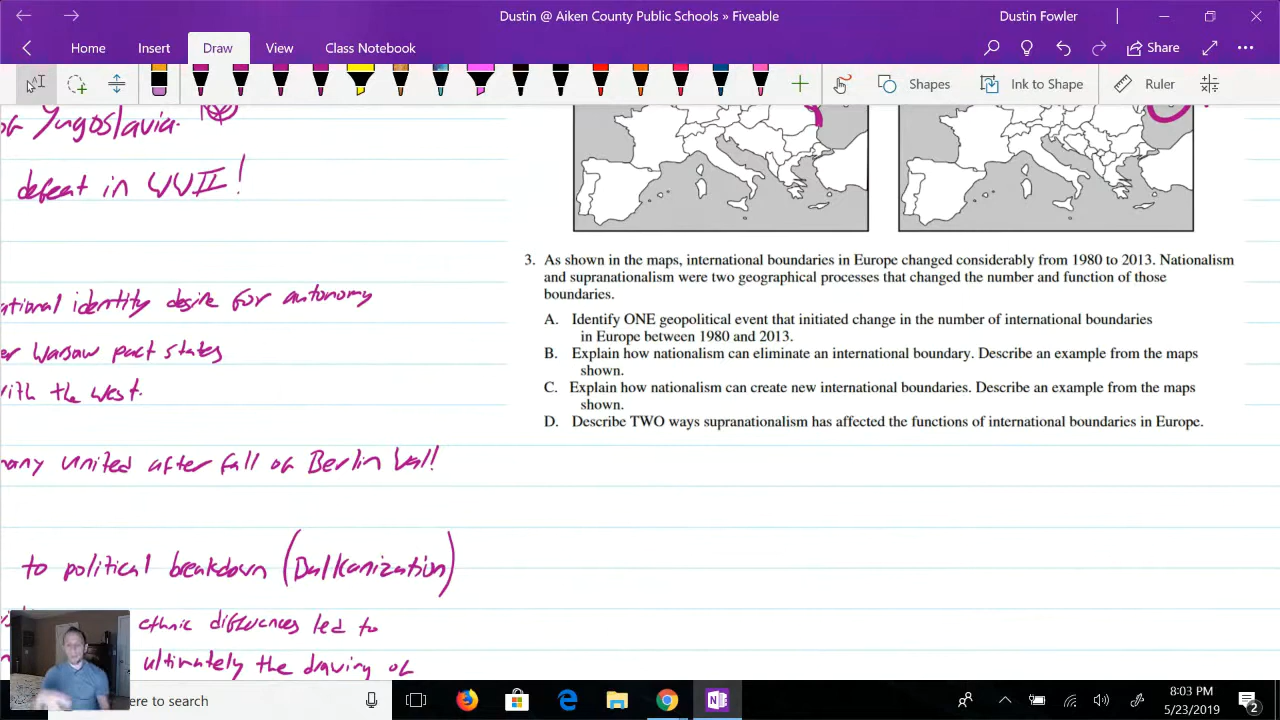 Dustin @ Aiken County Public Schools » Fiveable
Dustin Fowler
Home Insert Draw View Class Notebook
Share
Shapes Ink to Shape Ruler
of Yugoslavia.
defeat in WWII!
ational identity desire for autonomy
er Warsaw pact states
with the west.
many united after fall of Berlin Wall
to political breakdown (Balkanization)
ethnic differences led to
ultimately the drawing of
3. As shown in the maps, international boundaries in Europe changed considerably from 1980 to 2013. Nationalism
and supranationalism were two geographical processes that changed the number and function of those
boundaries.
A. Identify ONE geopolitical event that initiated change in the number of international boundaries
in Europe between 1980 and 2013.
B. Explain how nationalism can eliminate an international boundary. Describe an example from the maps
shown.
C. Explain how nationalism can create new international boundaries. Describe an example from the maps
shown.
D. Describe TWO ways supranationalism has affected the functions of international boundaries in Europe.
ere to search
8:03 PM
5/23/2019
2